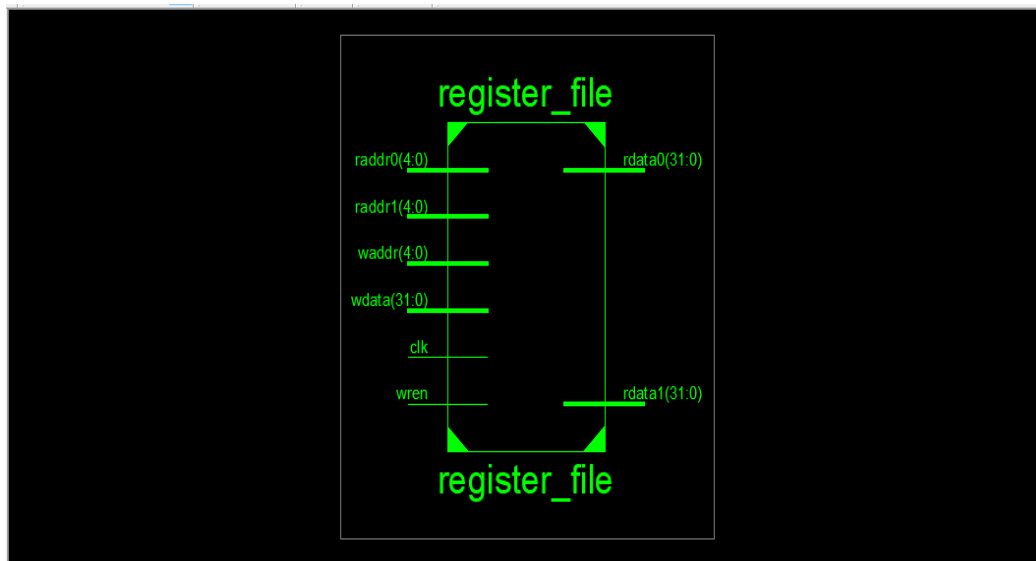 register_file
raddr0(4:0)
rdata0(31:0)
raddr1(4:0)
waddr(4:0)
wdata(31:0)
clk
wren
rdata1(31:0)
register_file